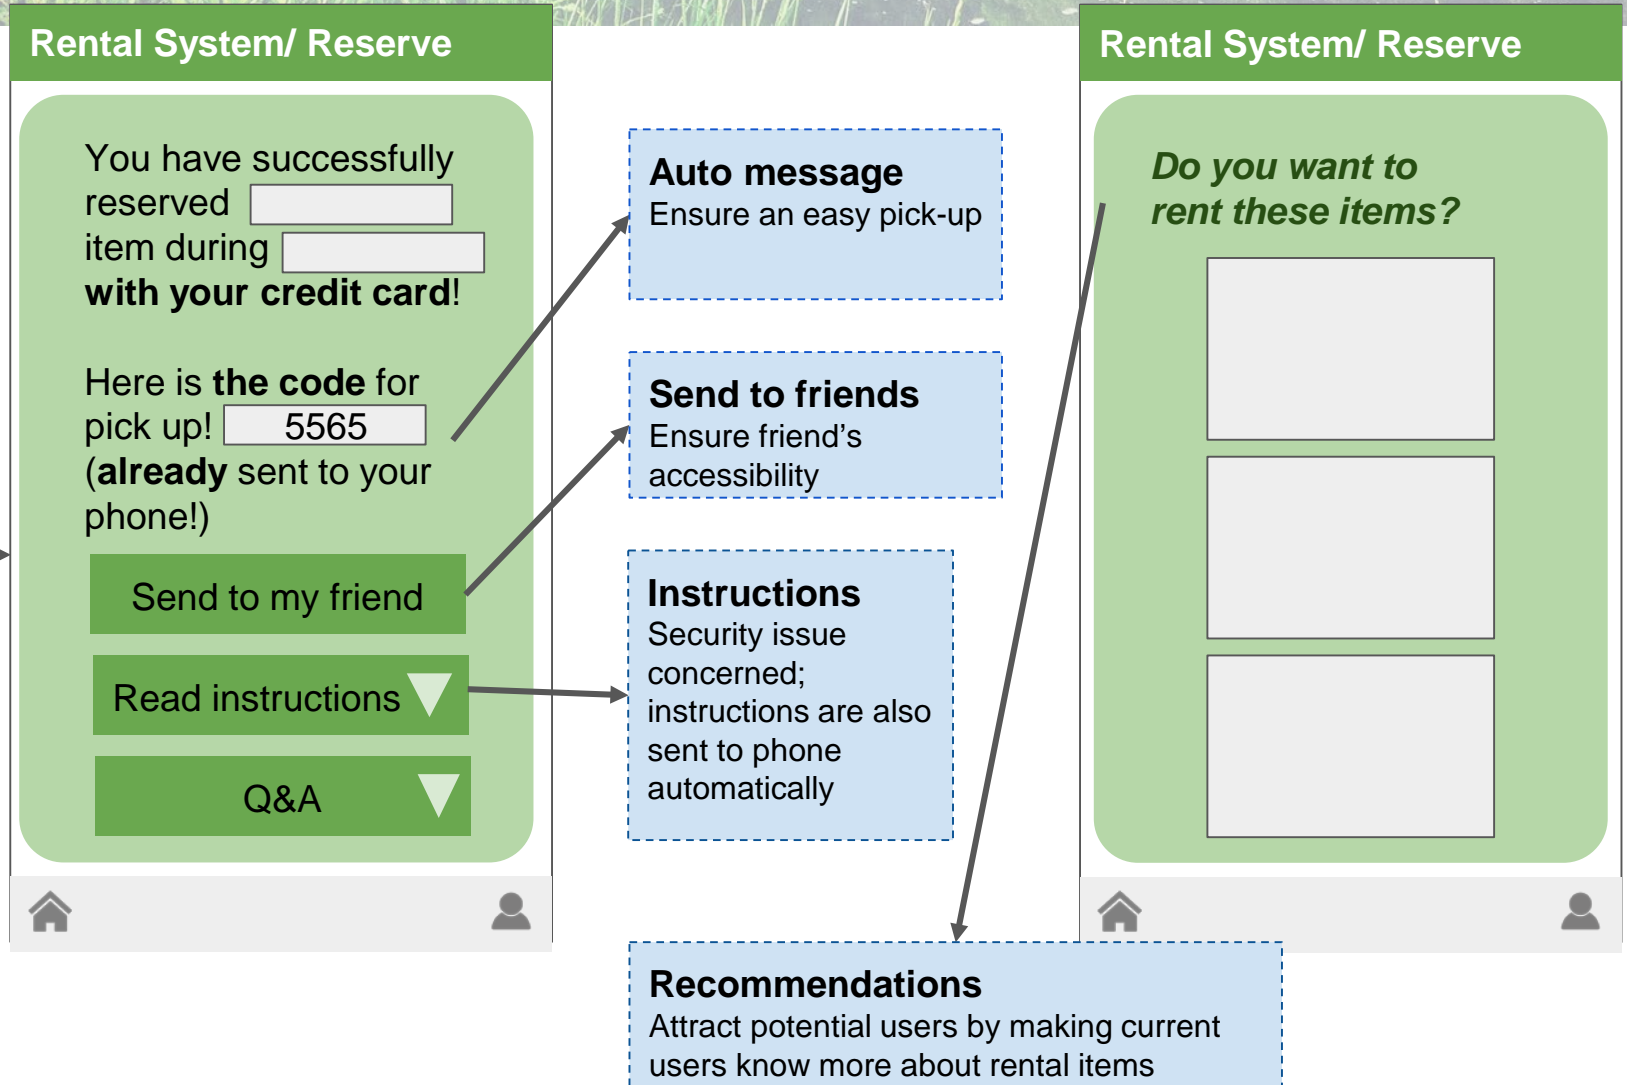 Rental System/ Reserve
You have successfully
reserved
item during
with your credit card!
Here is the code for
pick up! 5565
(already sent to your
phone!)
Send to my friend
Read instructions
Q&A
Auto message
Ensure an easy pick-up
Send to friends
Ensure friend’s
accessibility
Instructions
Security issue
concerned;
instructions are also
sent to phone
automatically
Rental System/ Reserve
Do you want to
rent these items?
Recommendations
Attract potential users by making current
users know more about rental items